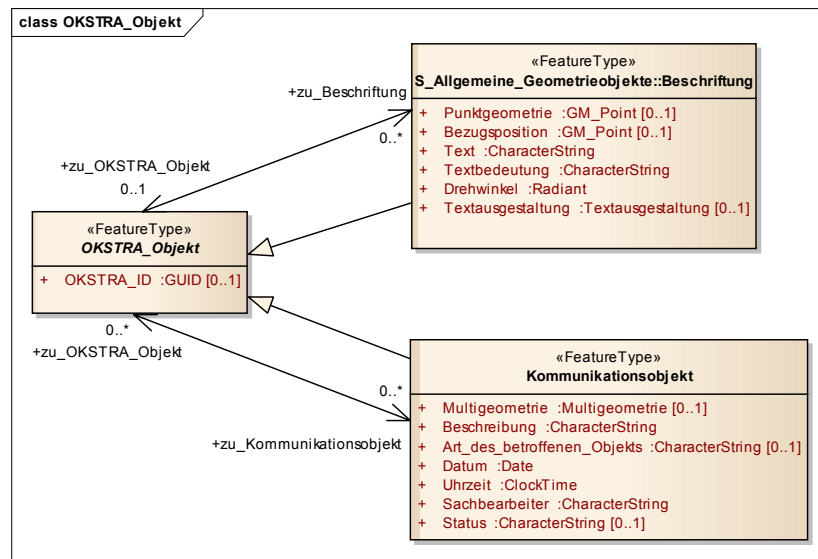 class OKSTRA_Objekt
«FeatureType»
S_Allgemeine_Geometrieobjekte::Beschriftung
+ Punktgeometrie :GM_Point [0..1]
+ Bezugsposition :GM_Point [0..1]
+ Text :CharacterString
+ Textbedeutung :CharacterString
+ Drehwinkel :Radiant
+ Textausgestaltung :Textausgestaltung [0..1]
+zu_Beschriftung
0..*
+zu_OKSTRA_Objekt
0..1
«FeatureType»
OKSTRA_Objekt
+ OKSTRA_ID :GUID [0..1]
0..*
+zu_OKSTRA_Objekt
0..*
+zu_Kommunikationsobjekt
«FeatureType»
Kommunikationsobjekt
+ Multigeometrie :Multigeometrie [0..1]
+ Beschreibung :CharacterString
+ Art_des_betroffenen_Objekts :CharacterString [0..1]
+ Datum :Date
+ Uhrzeit :ClockTime
+ Sachbearbeiter :CharacterString
+ Status :CharacterString [0..1]